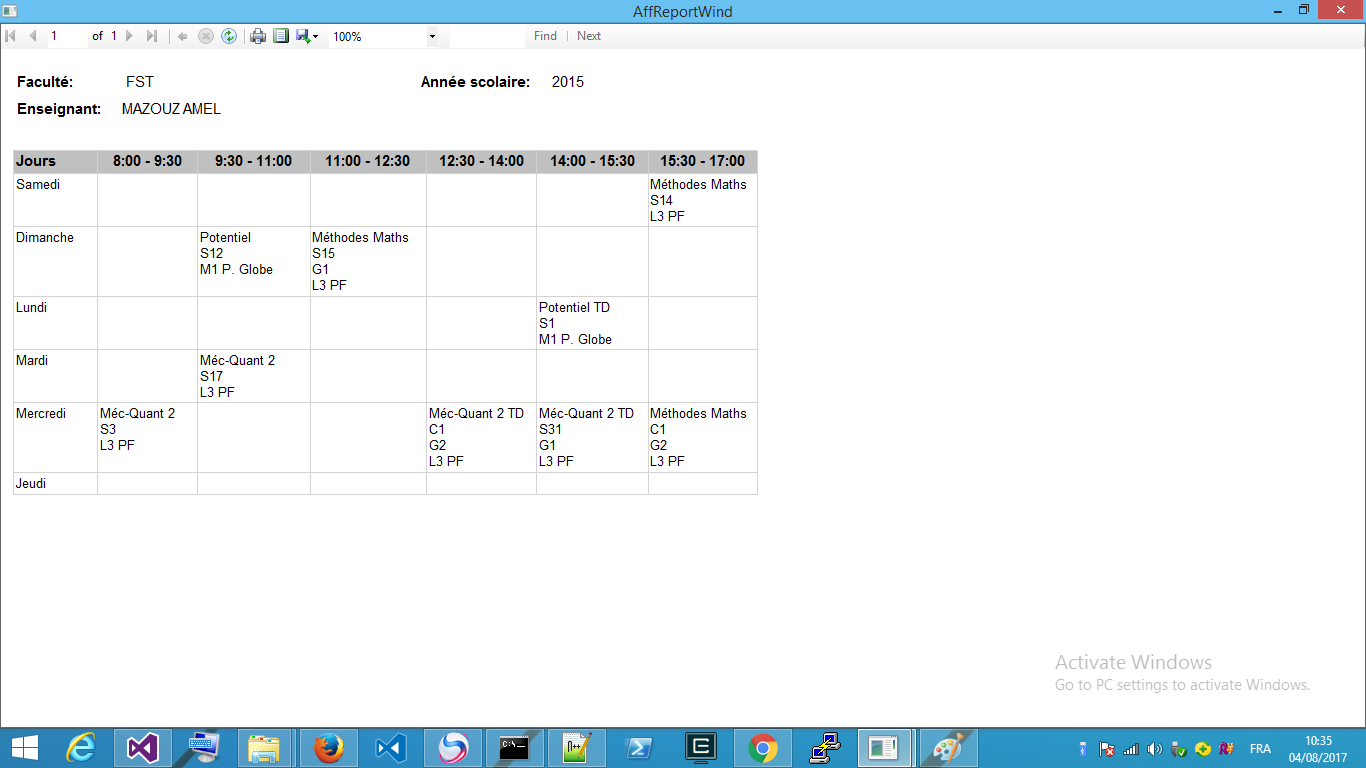 AffReportWind
1 of 1 100% Find Next
Faculté: FST Année scolaire: 2015
Enseignant: MAZOUZ AMEL
Jours 8:00 - 9:30 9:30 - 11:00 11:00 - 12:30 12:30 - 14:00 14:00 - 15:30 15:30 - 17:00
Samedi Méthodes Maths
S14
L3 PF
Dimanche Potentiel Méthodes Maths
S12 S15
M1 P. Globe G1
L3 PF
Lundi Potentiel TD
S1
M1 P. Globe
Mardi Méc-Quant 2
S17
L3 PF
Mercredi Méc-Quant 2 Méc-Quant 2 TD Méc-Quant 2 TD Méthodes Maths
S3 C1 S31 C1
L3 PF G2 G1 G2
L3 PF L3 PF L3 PF
Jeudi
Activate Windows
Go to PC settings to activate Windows.
FRA 10:35
04/08/2017